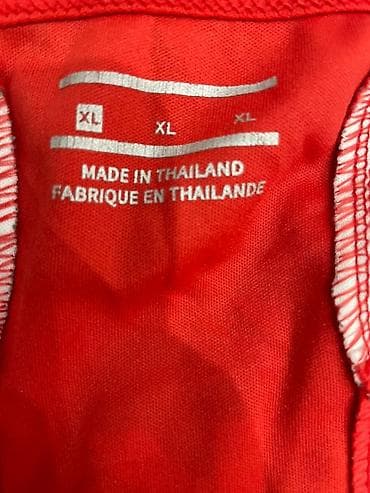 XL XL XL
MADE IN THAILAND
FABRIQUE EN THAILANDE